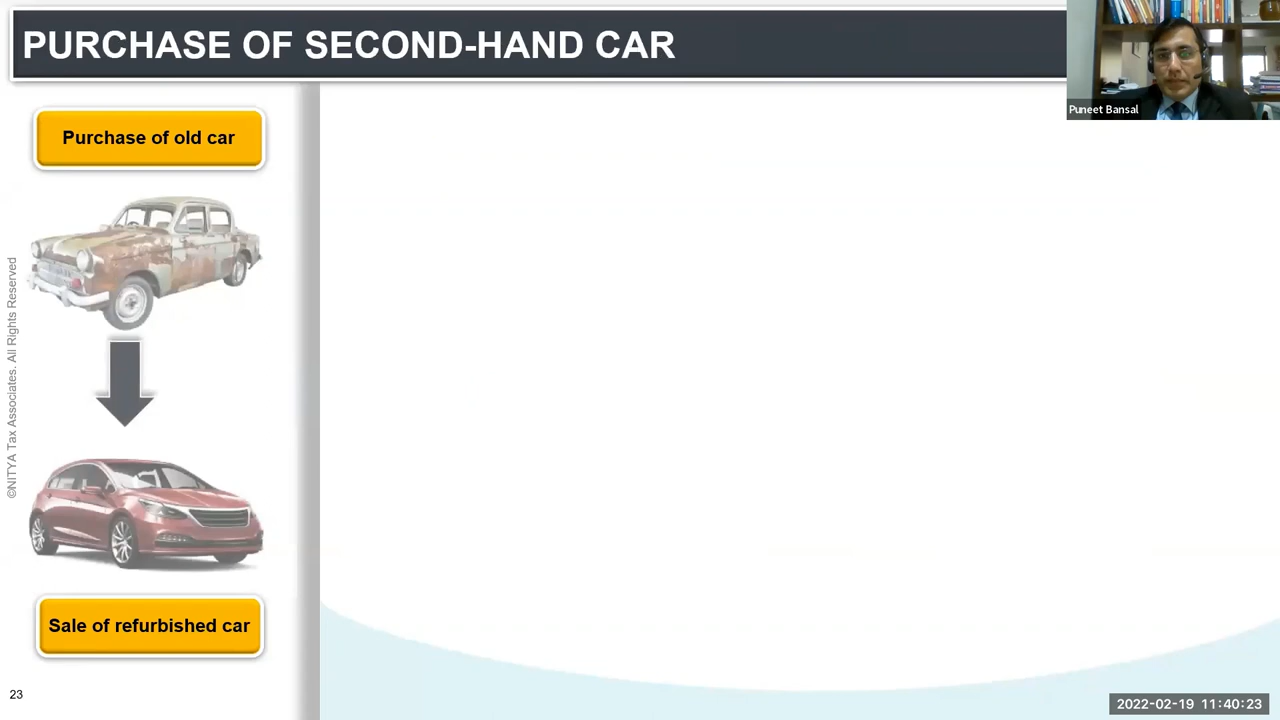 PURCHASE OF SECOND-HAND CAR
Puneet Bansal
Purchase of old car
©NITYA Tax Associates. All Rights Reserved
Sale of refurbished car
23
2022-02-19 11:40:23